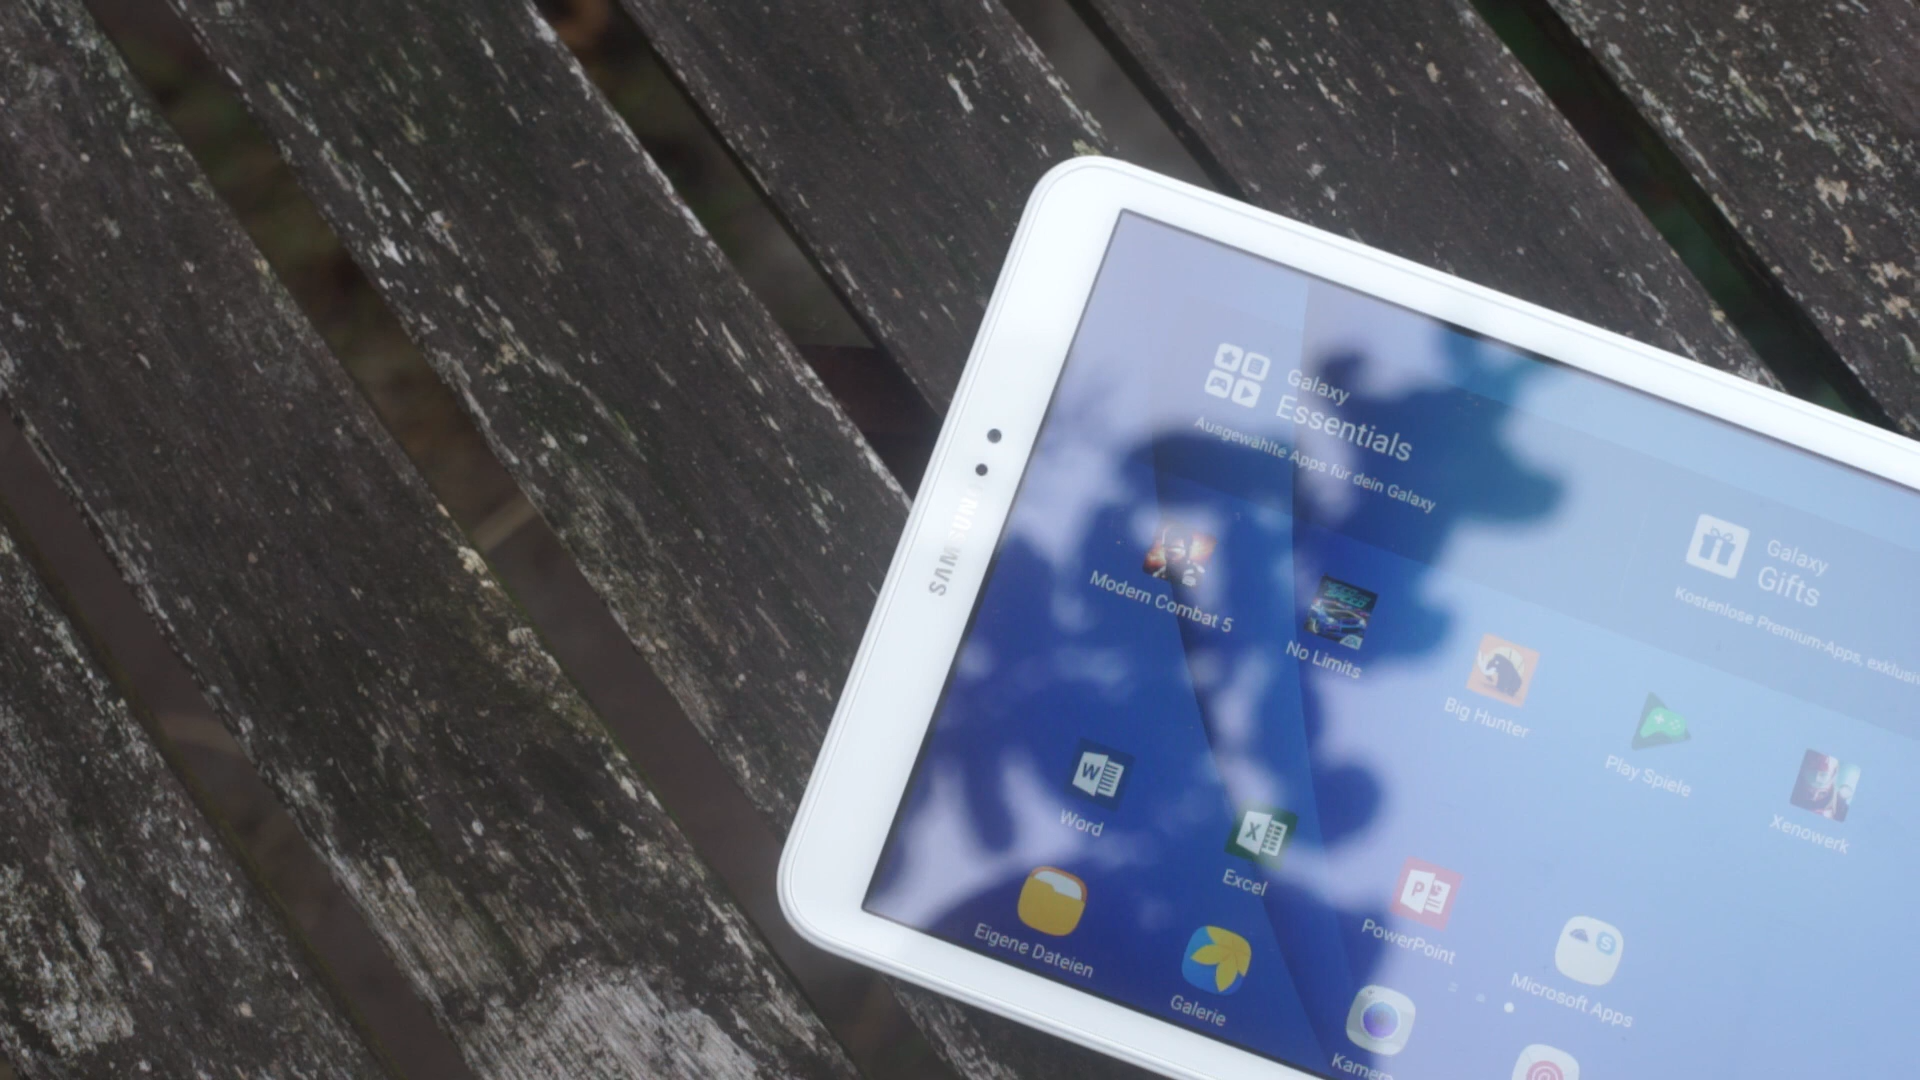 SAMSUNG
Galaxy
Essentials
Ausgewählte Apps für dein Galaxy
Galaxy
Gifts
Kostenlose Premium-Apps,
Modern Combat 5
No Limits
Big Hunter
Play Spiele
Xenowerk
Word
Excel
PowerPoint
Microsoft Apps
Eigene Dateien
Galerie
Kamera